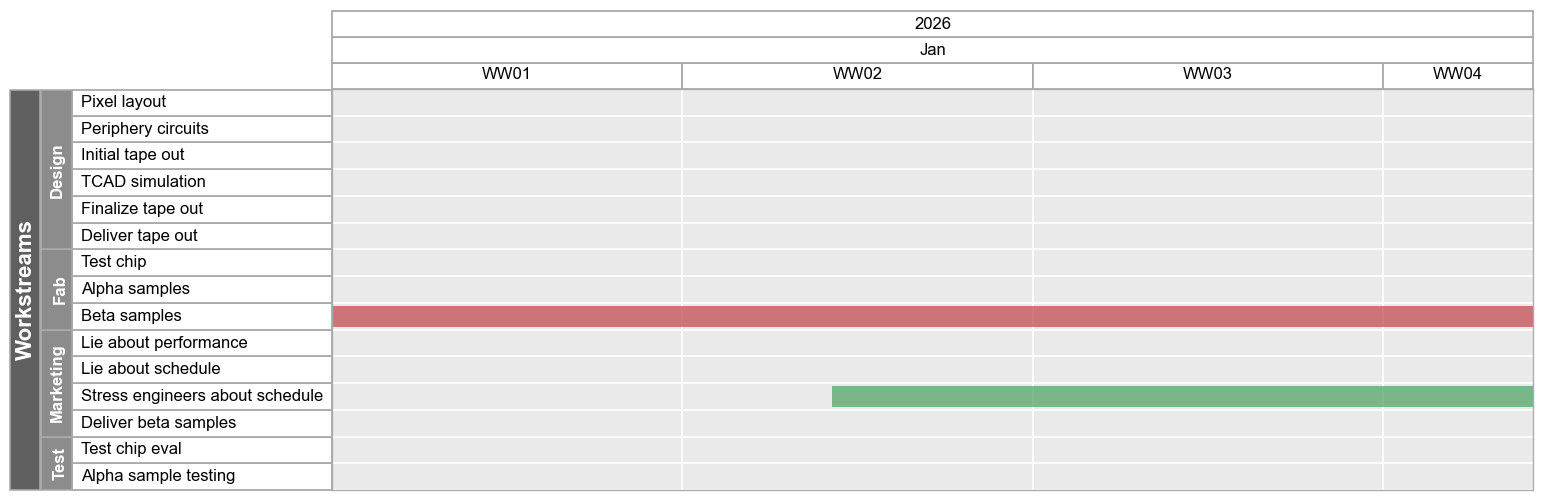 2026
Jan
WW01 WW02 WW03 WW04
Workstreams
Design
Pixel layout
Periphery circuits
Initial tape out
TCAD simulation
Finalize tape out
Deliver tape out
Fab
Test chip
Alpha samples
Beta samples
Marketing
Lie about performance
Lie about schedule
Stress engineers about schedule
Deliver beta samples
Test
Test chip eval
Alpha sample testing